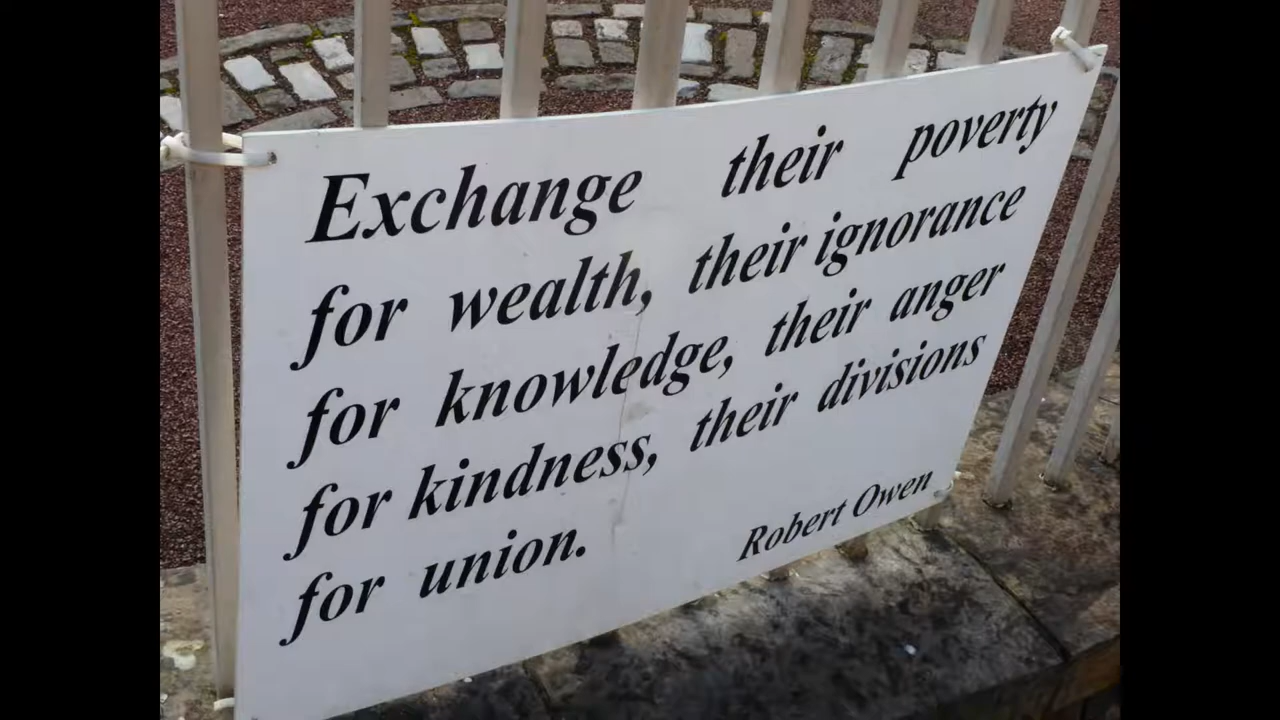 Exchange their poverty
for wealth, their ignorance
for knowledge, their anger
for kindness, their divisions
for union.
Robert Owen